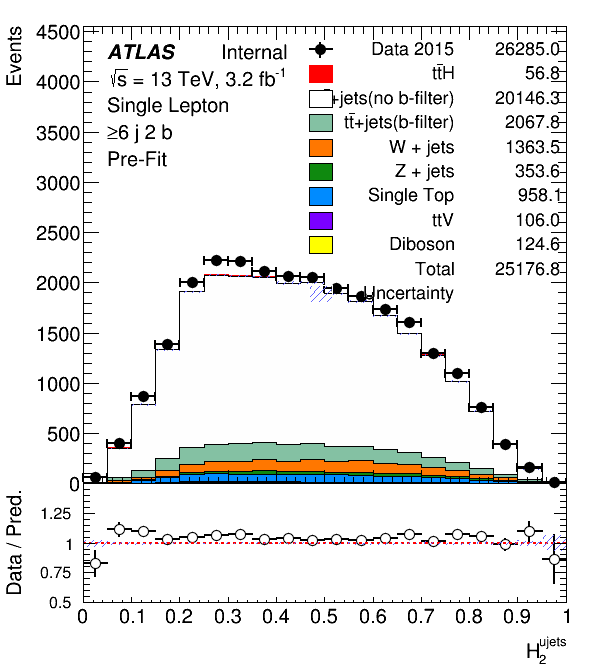 Events
4500
4000
3500
3000
2500
2000
1500
1000
500
0
ATLAS Internal
√s = 13 TeV, 3.2 fb⁻¹
Single Lepton
≥6 j 2 b
Pre-Fit
Data 2015 26285.0
tt̄H 56.8
+jets(no b-filter) 20146.3
tt̄+jets(b-filter) 2067.8
W + jets 1363.5
Z + jets 353.6
Single Top 958.1
ttV 106.0
Diboson 124.6
Total 25176.8
Uncertainty
Data / Pred.
1.25
1
0.75
0.5
0 0.1 0.2 0.3 0.4 0.5 0.6 0.7 0.8 0.9 1
H₂ᵘʲᵉᵗˢ